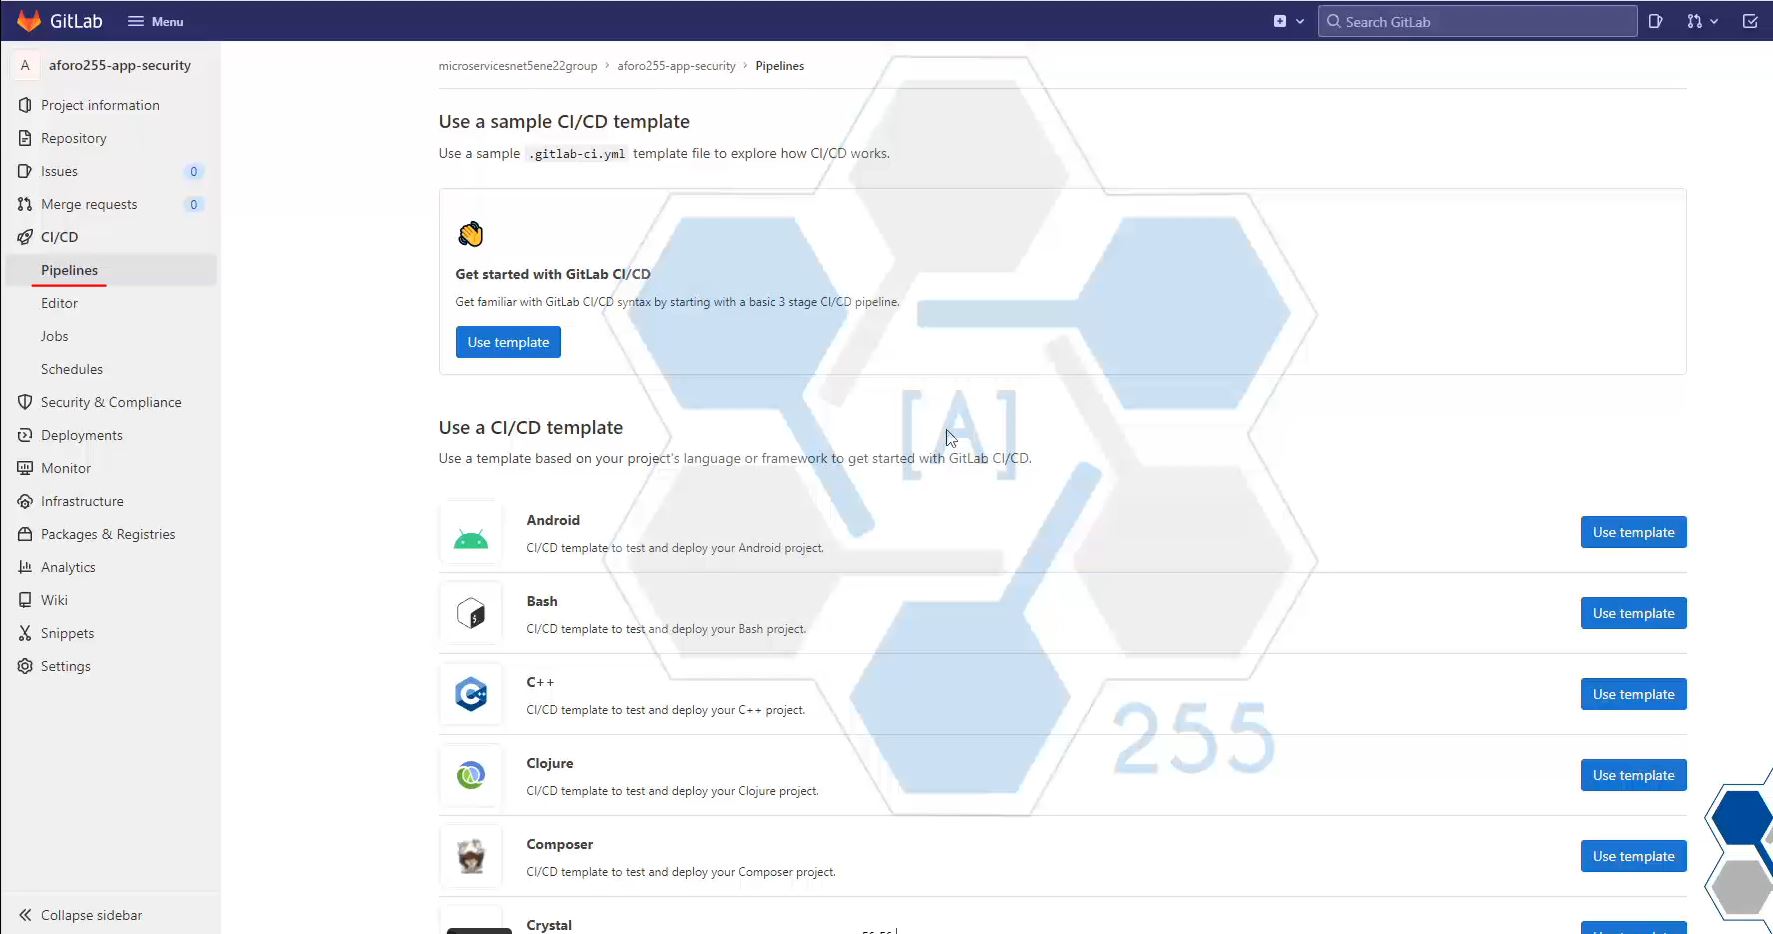 GitLab
Menu
Search GitLab
A aforo255-app-security
Project information
Repository
Issues 0
Merge requests 0
CI/CD
Pipelines
Editor
Jobs
Schedules
Security & Compliance
Deployments
Monitor
Infrastructure
Packages & Registries
Analytics
Wiki
Snippets
Settings
Collapse sidebar
microservicesnet5ene22group › aforo255-app-security › Pipelines
Use a sample CI/CD template
Use a sample .gitlab-ci.yml template file to explore how CI/CD works.
Get started with GitLab CI/CD
Get familiar with GitLab CI/CD syntax by starting with a basic 3 stage CI/CD pipeline.
Use template
Use a CI/CD template
Use a template based on your project's language or framework to get started with GitLab CI/CD.
Android
CI/CD template to test and deploy your Android project.
Use template
Bash
CI/CD template to test and deploy your Bash project.
Use template
C++
CI/CD template to test and deploy your C++ project.
Use template
Clojure
CI/CD template to test and deploy your Clojure project.
Use template
Composer
CI/CD template to test and deploy your Composer project.
Use template
Crystal
[A]
255